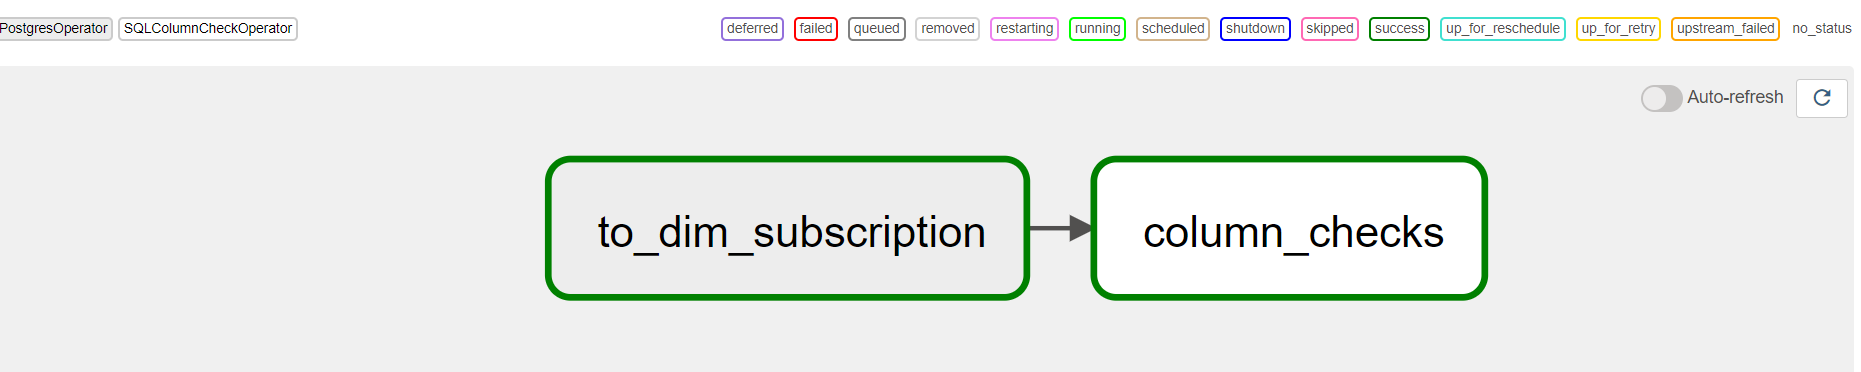 PostgresOperator SQLColumnCheckOperator deferred failed queued removed restarting running scheduled shutdown skipped success up_for_reschedule up_for_retry upstream_failed no_status
Auto-refresh
to_dim_subscription column_checks